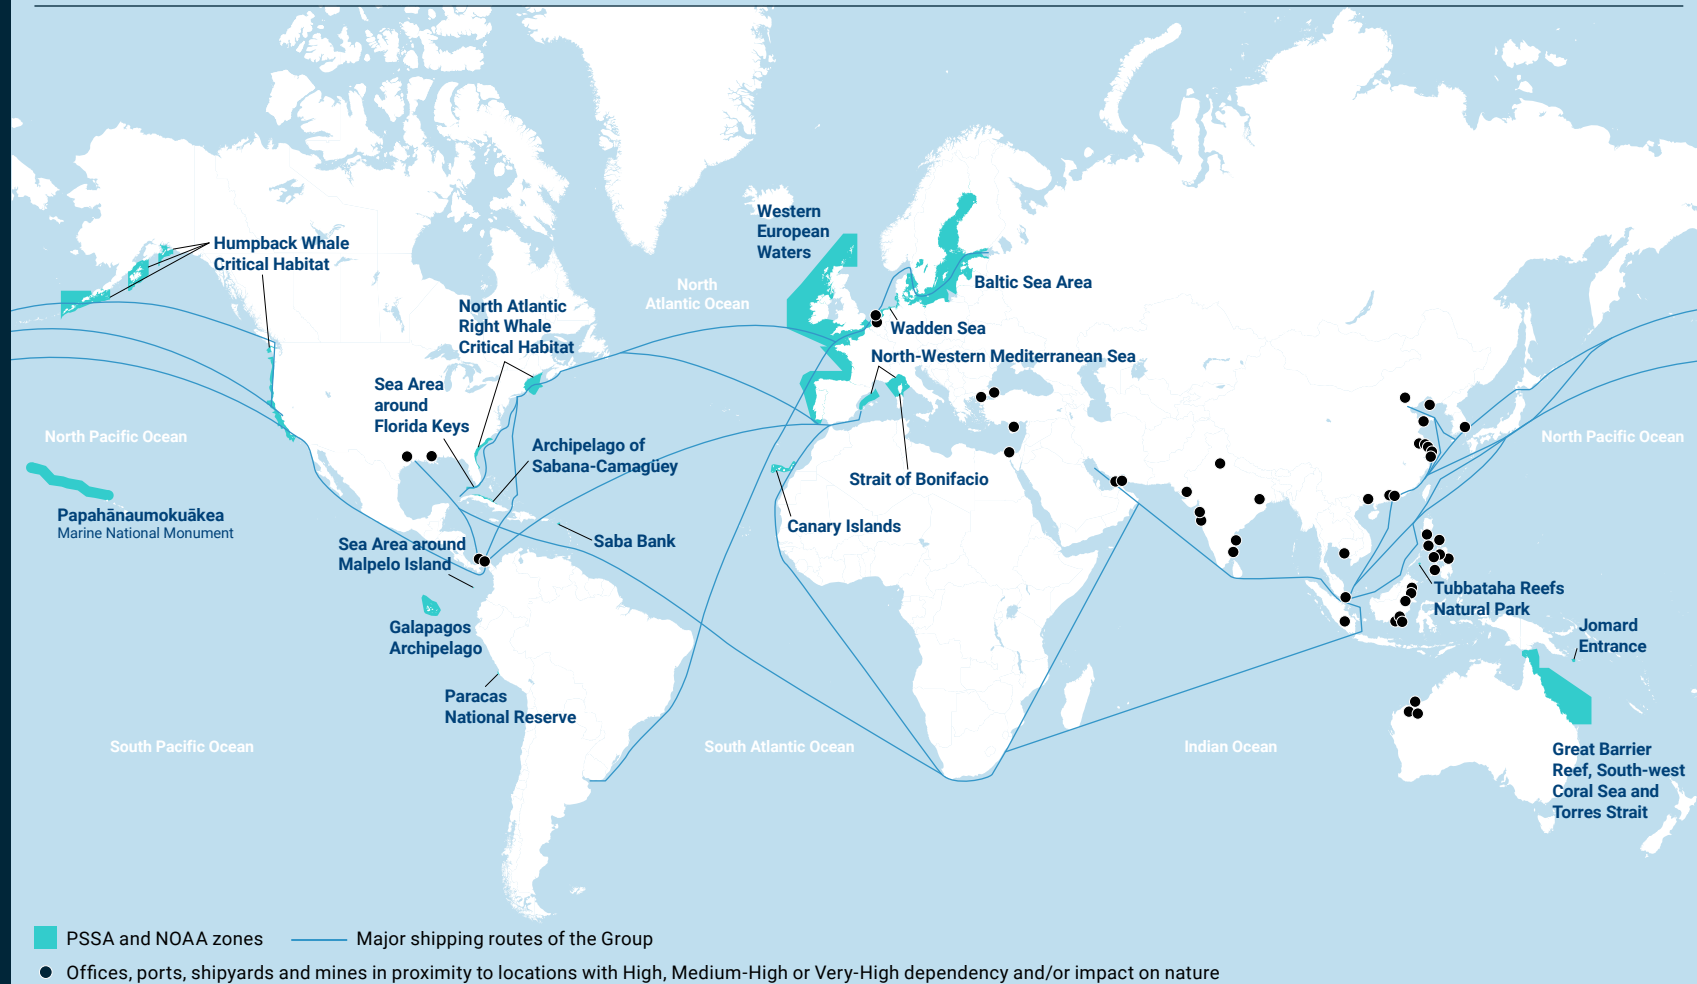 Western
European
Waters
Humpback Whale
Critical Habitat
North
Atlantic Ocean
Baltic Sea Area
North Atlantic
Right Whale
Critical Habitat
Wadden Sea
North-Western Mediterranean Sea
Sea Area
around
Florida Keys
North Pacific Ocean
North Pacific Ocean
Archipelago of
Sabana-Camagüey
Strait of Bonifacio
Papahānaumokuākea
Marine National Monument
Canary Islands
Saba Bank
Sea Area around
Malpelo Island
Tubbataha Reefs
Natural Park
Galapagos
Archipelago
Jomard
Entrance
Paracas
National Reserve
South Pacific Ocean
South Atlantic Ocean
Indian Ocean
Great Barrier
Reef, South-west
Coral Sea and
Torres Strait
PSSA and NOAA zones
Major shipping routes of the Group
Offices, ports, shipyards and mines in proximity to locations with High, Medium-High or Very-High dependency and/or impact on nature